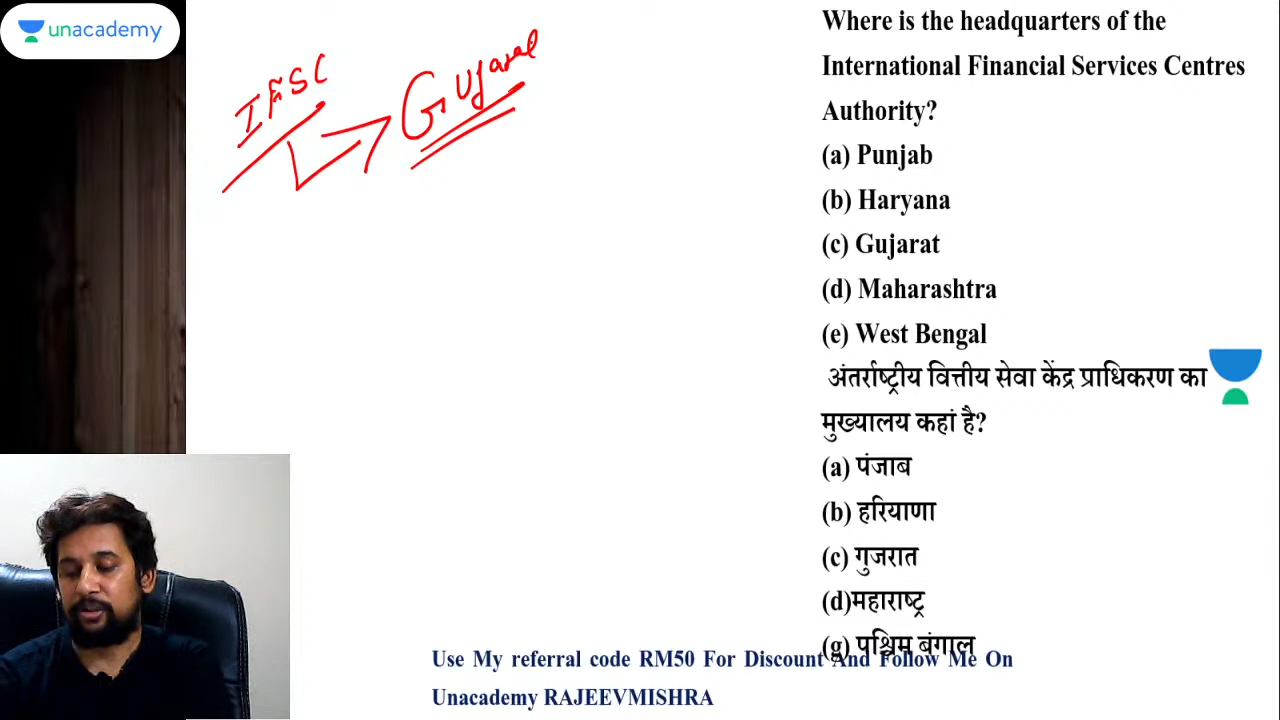 unacademy
IFSC
Gujarat
Where is the headquarters of the
International Financial Services Centres
Authority?
(a) Punjab
(b) Haryana
(c) Gujarat
(d) Maharashtra
(e) West Bengal
अंतर्राष्ट्रीय वित्तीय सेवा केंद्र प्राधिकरण का
मुख्यालय कहां है?
(a) पंजाब
(b) हरियाणा
(c) गुजरात
(d)महाराष्ट्र
(g) पश्चिम बंगाल
Use My referral code RM50 For Discount And Follow Me On
Unacademy RAJEEVMISHRA